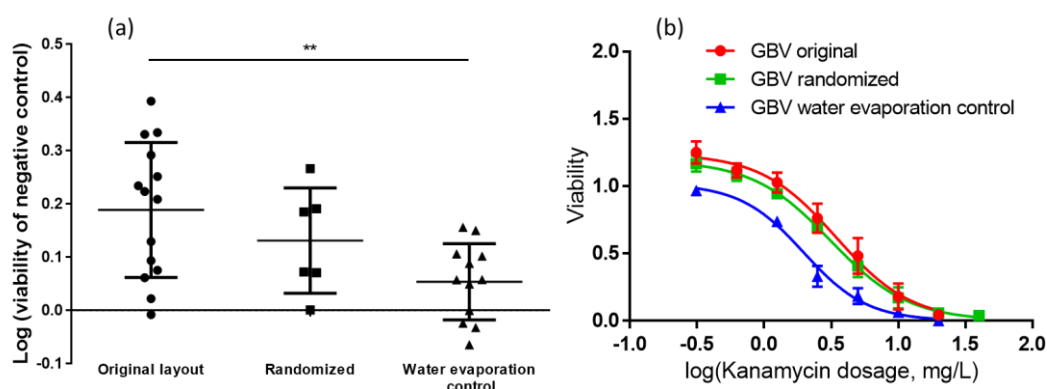 (a)
**
Log (viability of negative control)
0.5
0.4
0.3
0.2
0.1
0.0
-0.1
Original layout
Randomized
Water evaporation
control
(b)
GBV original
GBV randomized
GBV water evaporation control
Viability
2.0
1.5
1.0
0.5
0.0
-1.0 -0.5 0.0 0.5 1.0 1.5 2.0
log(Kanamycin dosage, mg/L)